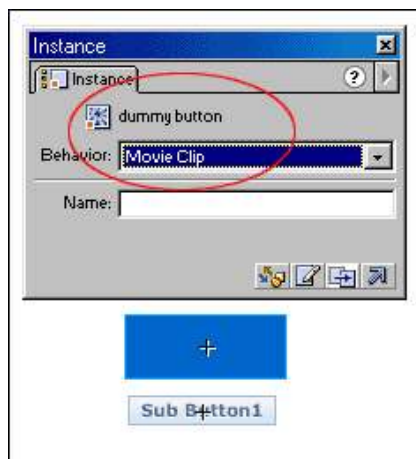 Instance
Instance
?
dummy button
Behavior: Movie Clip
Name:
Sub Button1